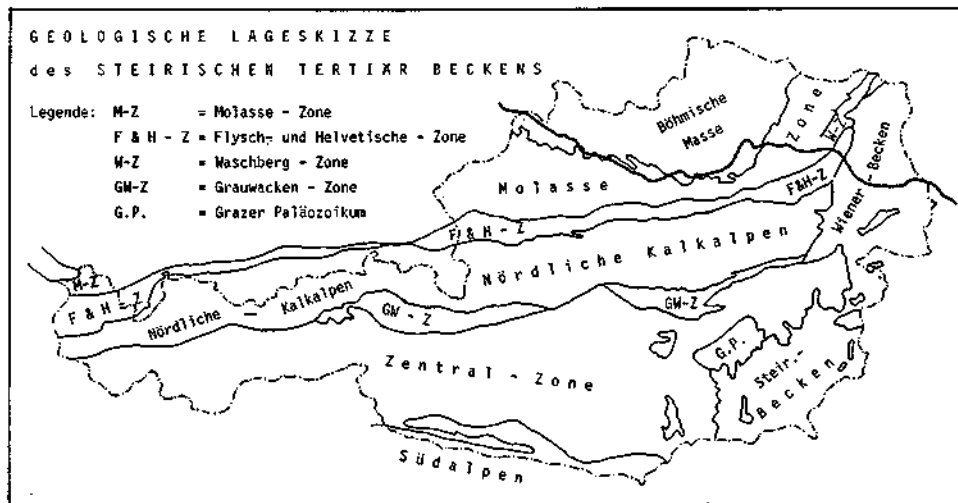 GEOLOGISCHE LAGESKIZZE
des STEIRISCHEN TERTIÄR BECKENS
Legende: M-Z = Molasse - Zone
F & H - Z = Flysch- und Helvetische - Zone
W-Z = Waschberg - Zone
GW-Z = Grauwacken - Zone
G.P. = Grazer Paläozoikum
Böhmische
Masse
Zone
W-Z
Molasse
F&H-Z
Wiener - Becken
F & H - Z
Nördliche Kalkalpen
M-Z
F & H - Z
Nördliche - Kalkalpen
GW - Z
GW-Z
G.P.
Steir.-
Becken
Zentral - Zone
Südalpen